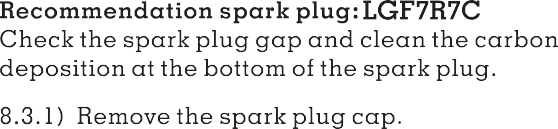 Recommendation spark plug: LGF7R7C
Check the spark plug gap and clean the carbon
deposition at the bottom of the spark plug.
8.3.1) Remove the spark plug cap.